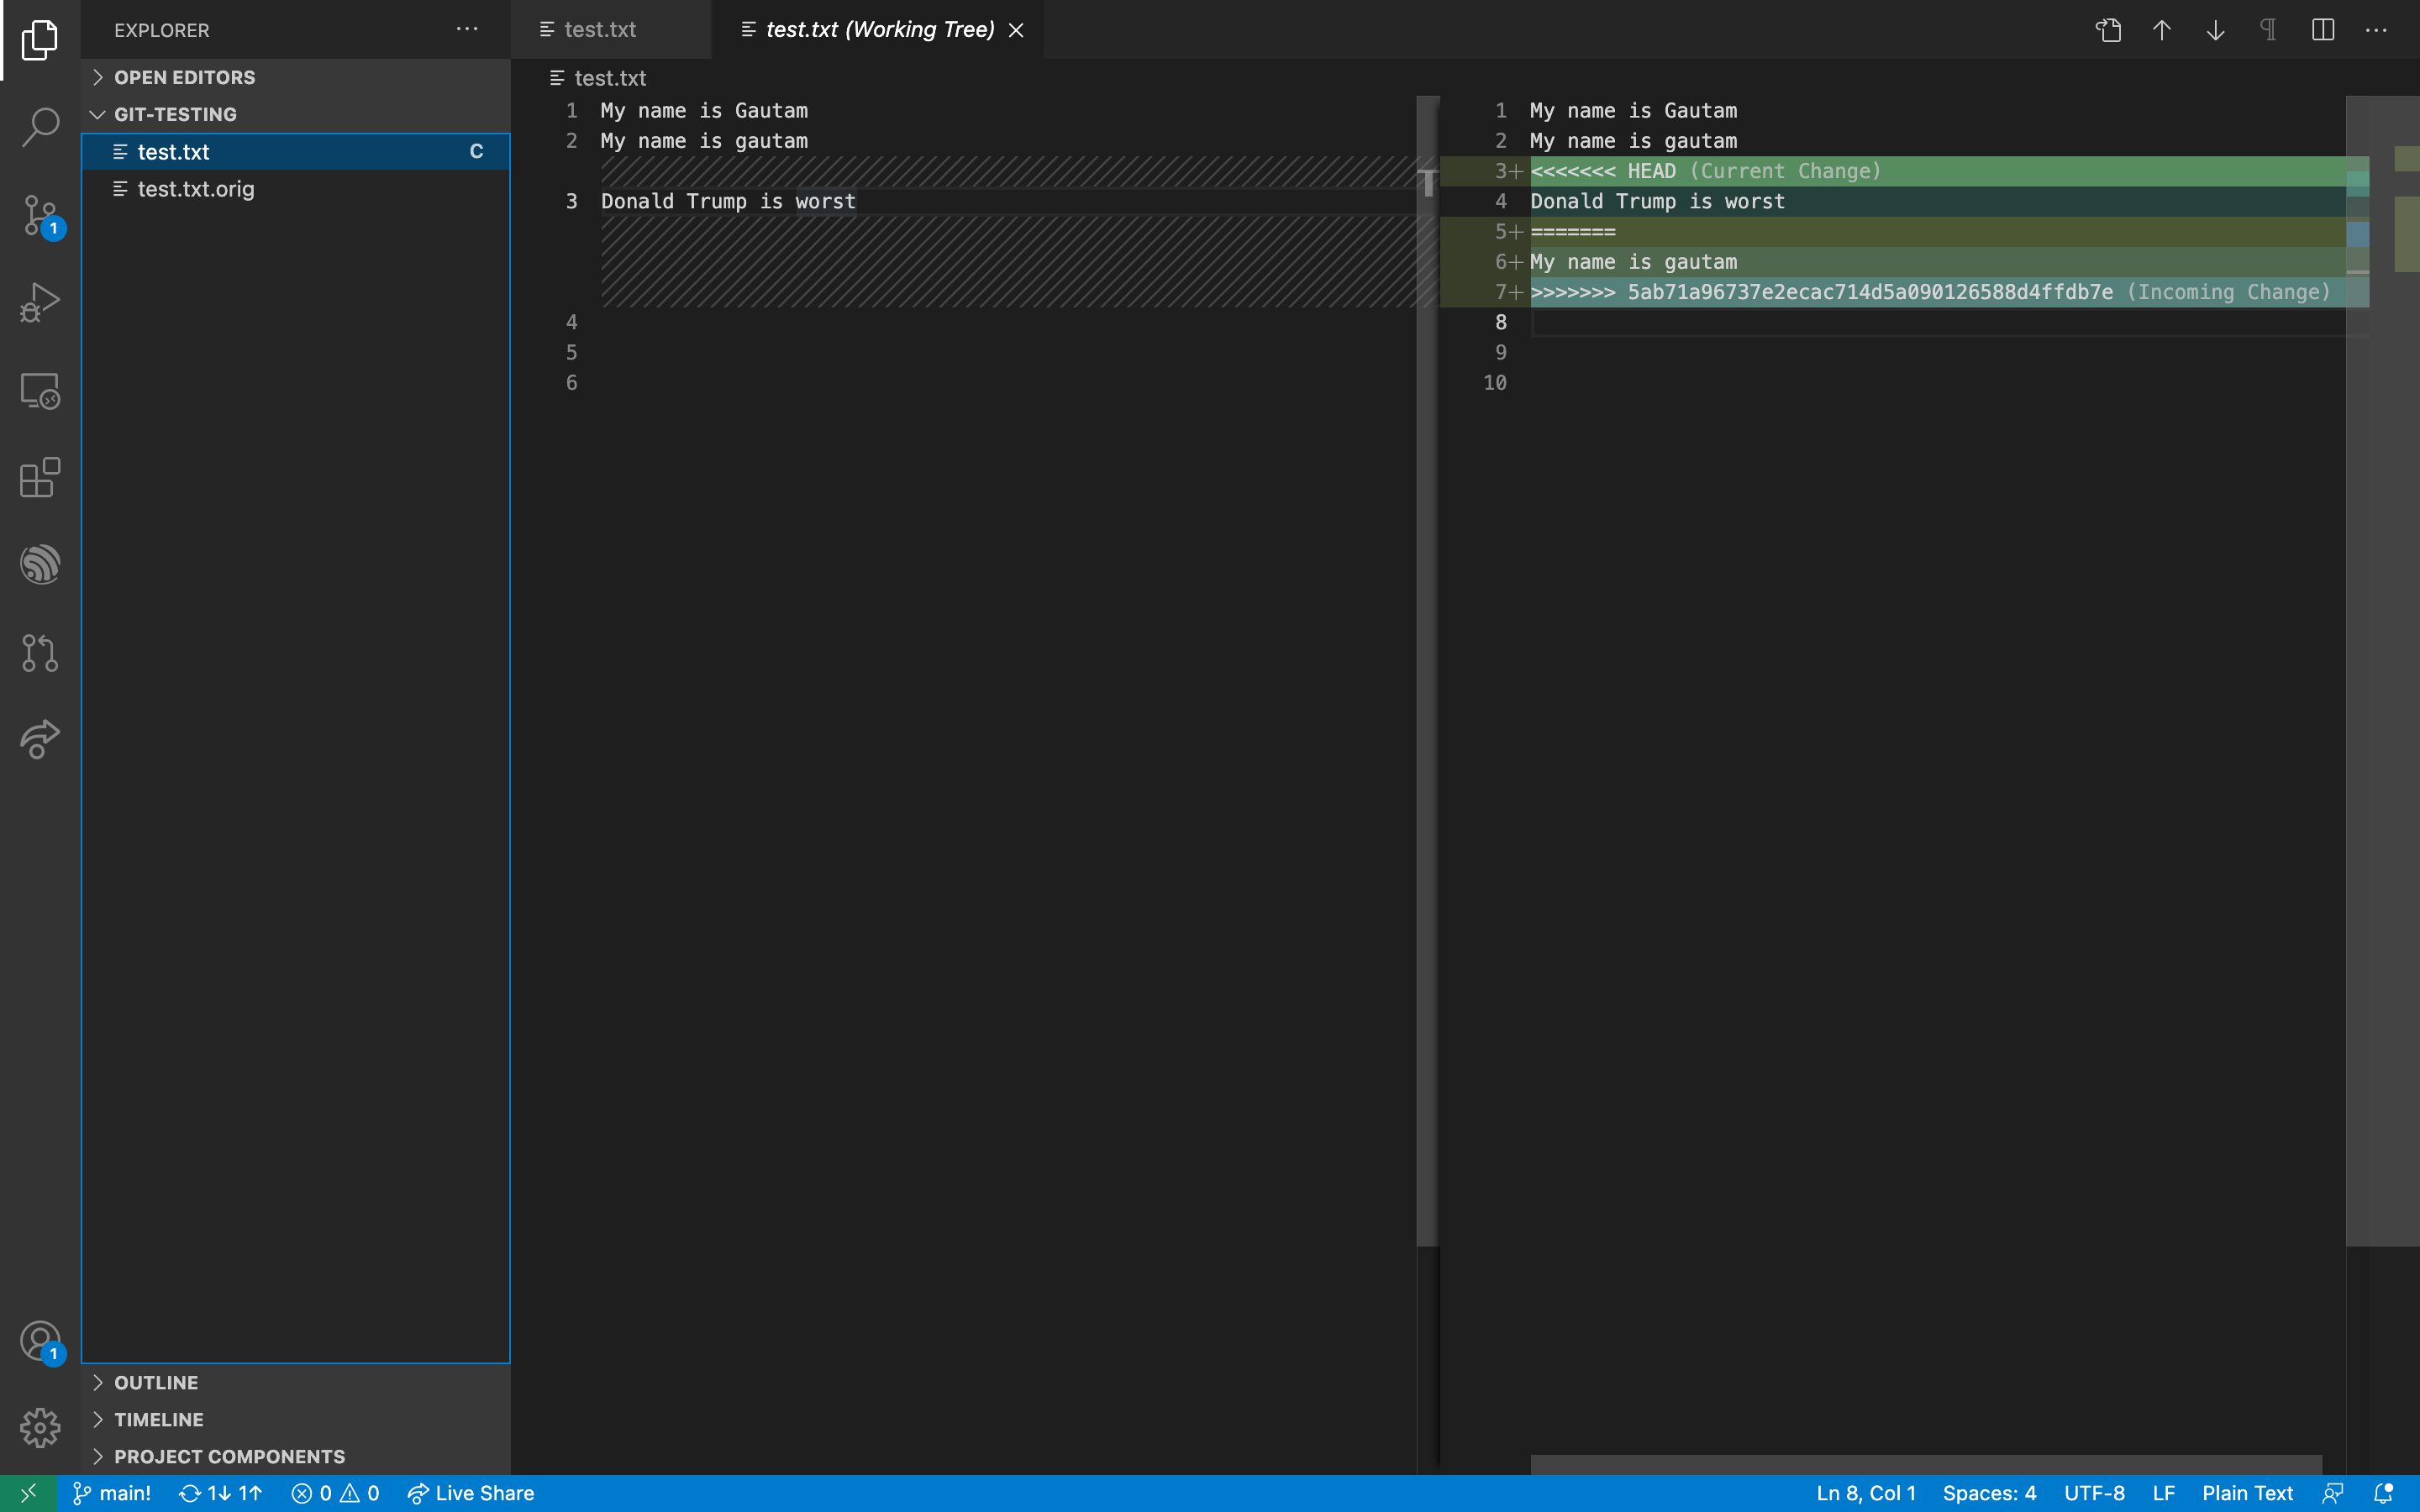 EXPLORER
OPEN EDITORS
GIT-TESTING
test.txt C
test.txt.orig
1
1
OUTLINE
TIMELINE
PROJECT COMPONENTS
test.txt
test.txt (Working Tree)
test.txt
1 My name is Gautam
2 My name is gautam
3 Donald Trump is worst
4
5
6
1 My name is Gautam
2 My name is gautam
3+ <<<<<<< HEAD (Current Change)
4 Donald Trump is worst
5+ =======
6+ My name is gautam
7+ >>>>>>> 5ab71a96737e2ecac714d5a090126588d4ffdb7e (Incoming Change)
8
9
10
main! 1↓ 1↑ 0 0 Live Share
Ln 8, Col 1 Spaces: 4 UTF-8 LF Plain Text